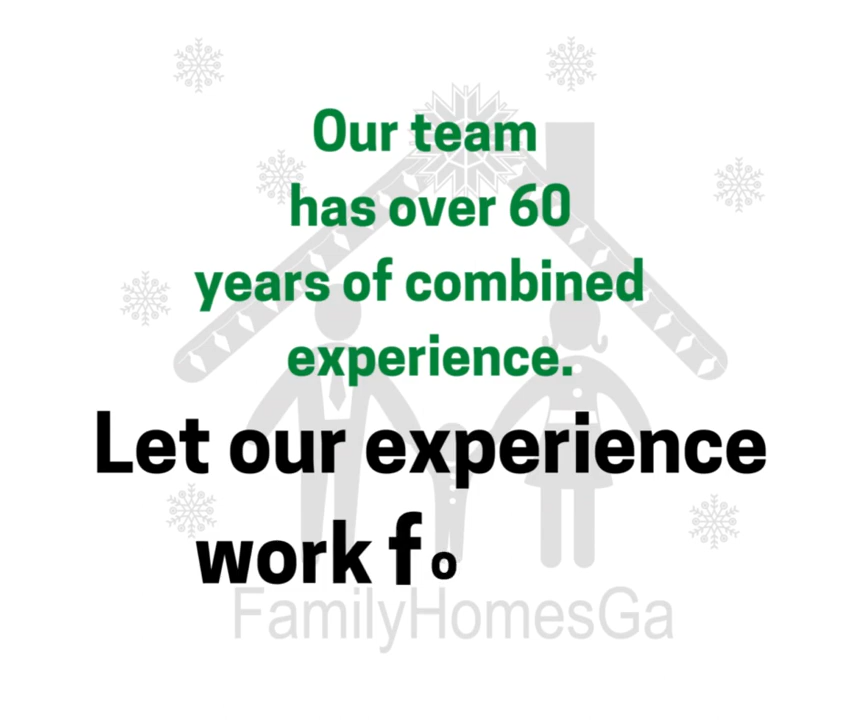 Our team
has over 60
years of combined
experience.
Let our experience
work fo
FamilyHomesGa